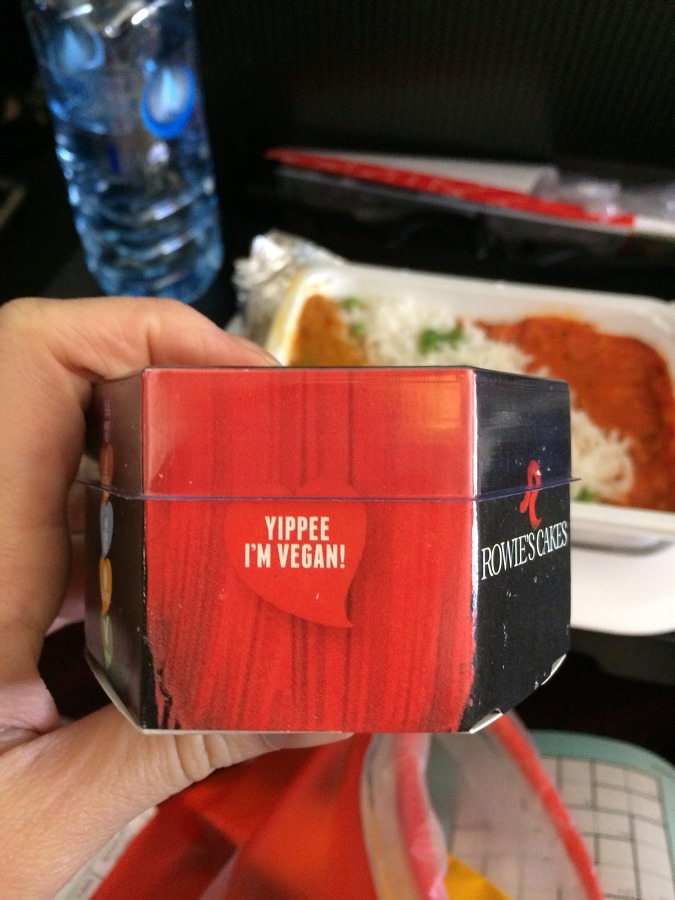 YIPPEE
I'M VEGAN!
ROWIE'S CAKES